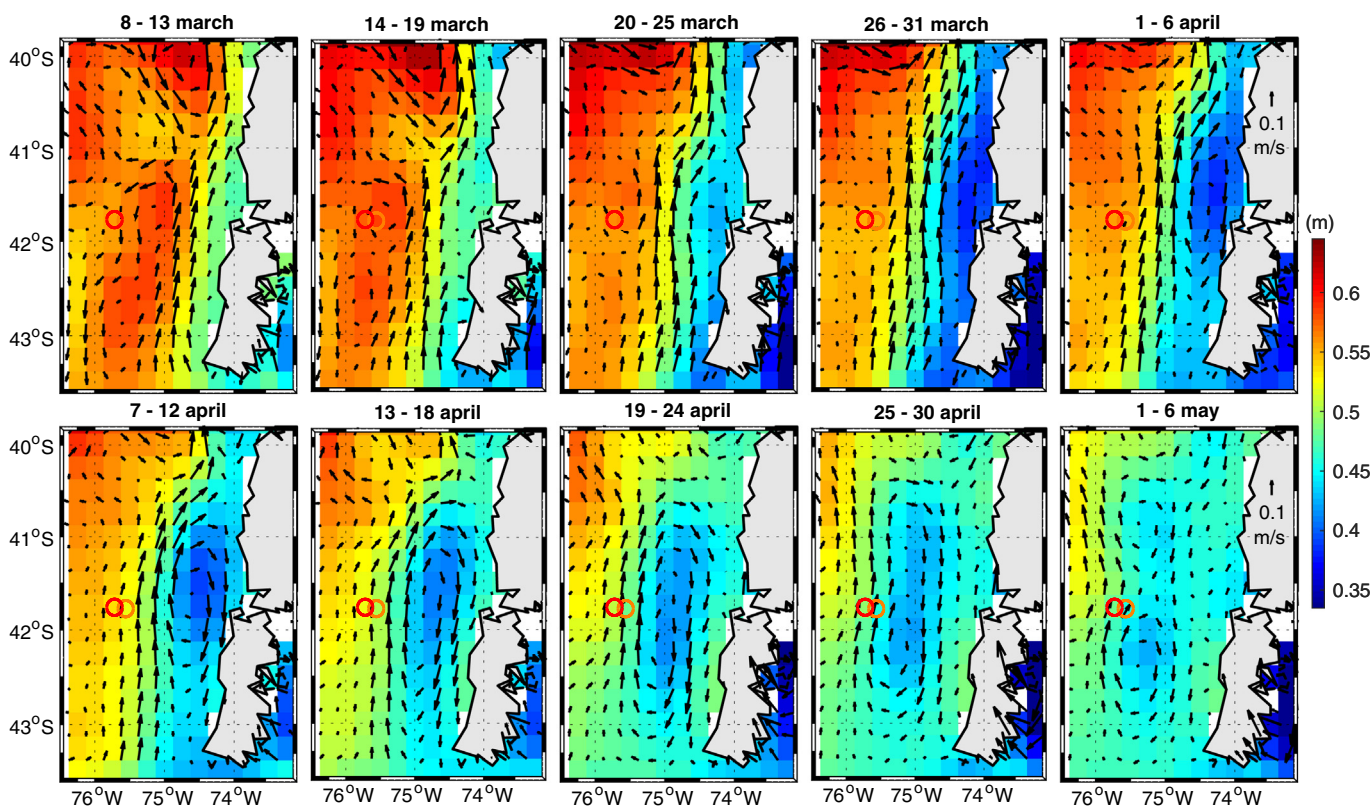 8 - 13 march
14 - 19 march
20 - 25 march
26 - 31 march
1 - 6 april
40°S
41°S
42°S
43°S
0.1
m/s
(m)
0.6
0.55
0.5
0.45
0.4
0.35
7 - 12 april
13 - 18 april
19 - 24 april
25 - 30 april
1 - 6 may
40°S
41°S
42°S
43°S
0.1
m/s
76°W 75°W 74°W
76°W 75°W 74°W
76°W 75°W 74°W
76°W 75°W 74°W
76°W 75°W 74°W